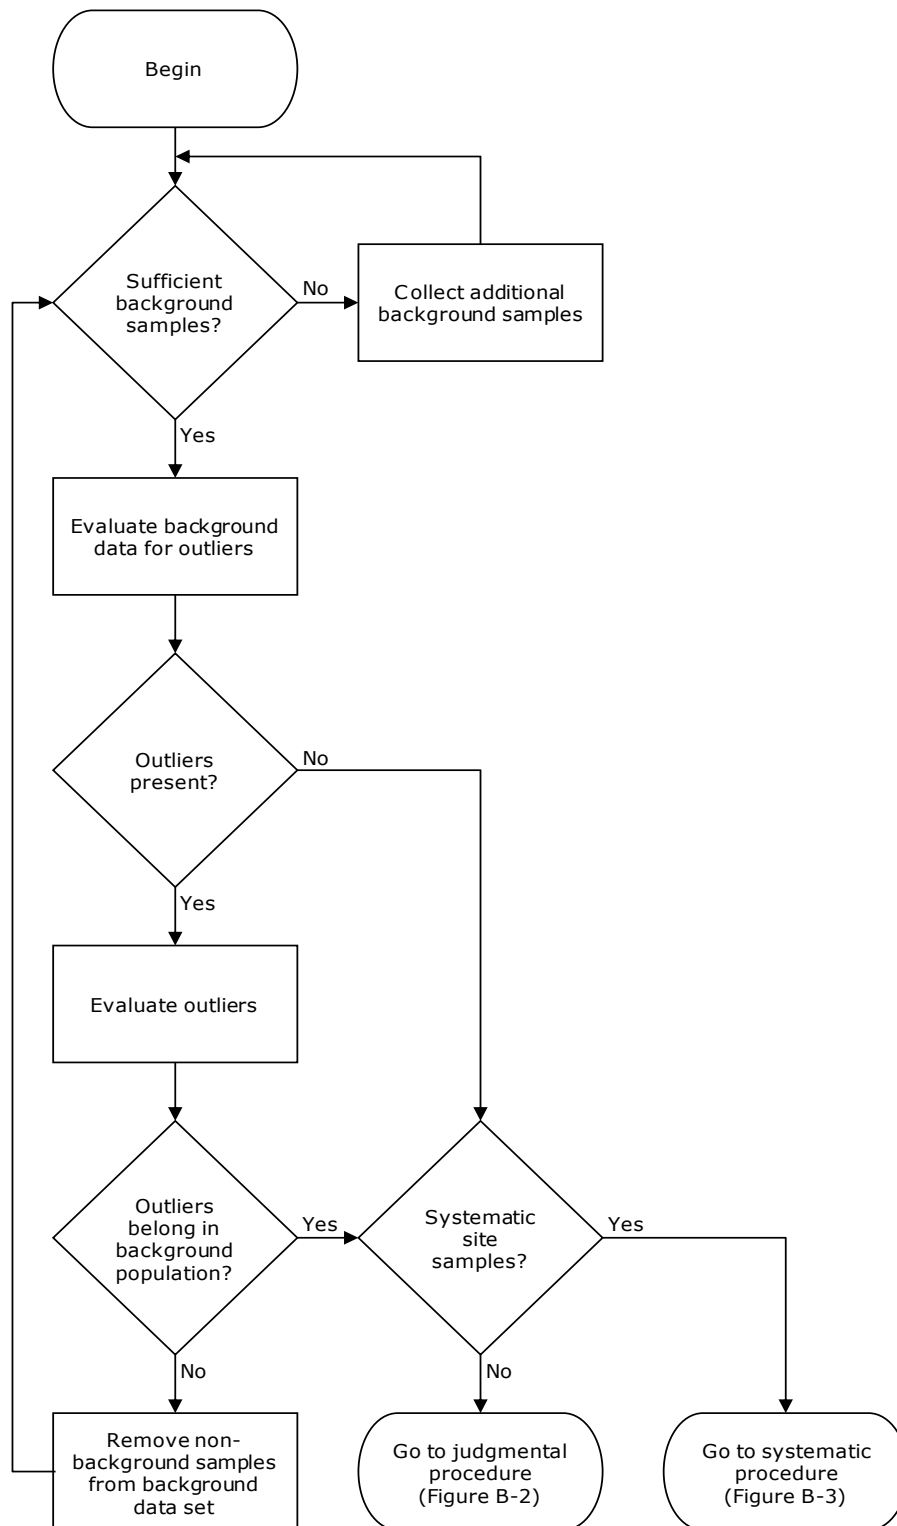 Begin
Sufficient
background
samples?
No
Collect additional
background samples
Yes
Evaluate background
data for outliers
Outliers
present?
No
Yes
Evaluate outliers
Outliers
belong in
background
population?
Yes
Systematic
site
samples?
Yes
No
No
Remove non-
background samples
from background
data set
Go to judgmental
procedure
(Figure B-2)
Go to systematic
procedure
(Figure B-3)